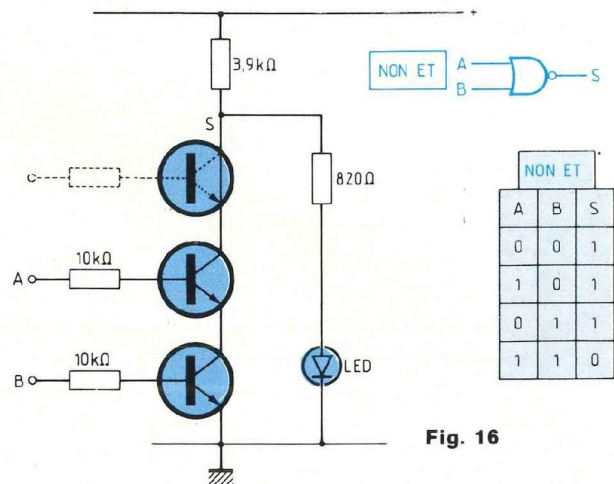 +
3,9kΩ
NON ET
A
B
S
S
820Ω
C
NON ET
A B S
0 0 1
1 0 1
0 1 1
1 1 0
A
10kΩ
B
10kΩ
LED
Fig. 16